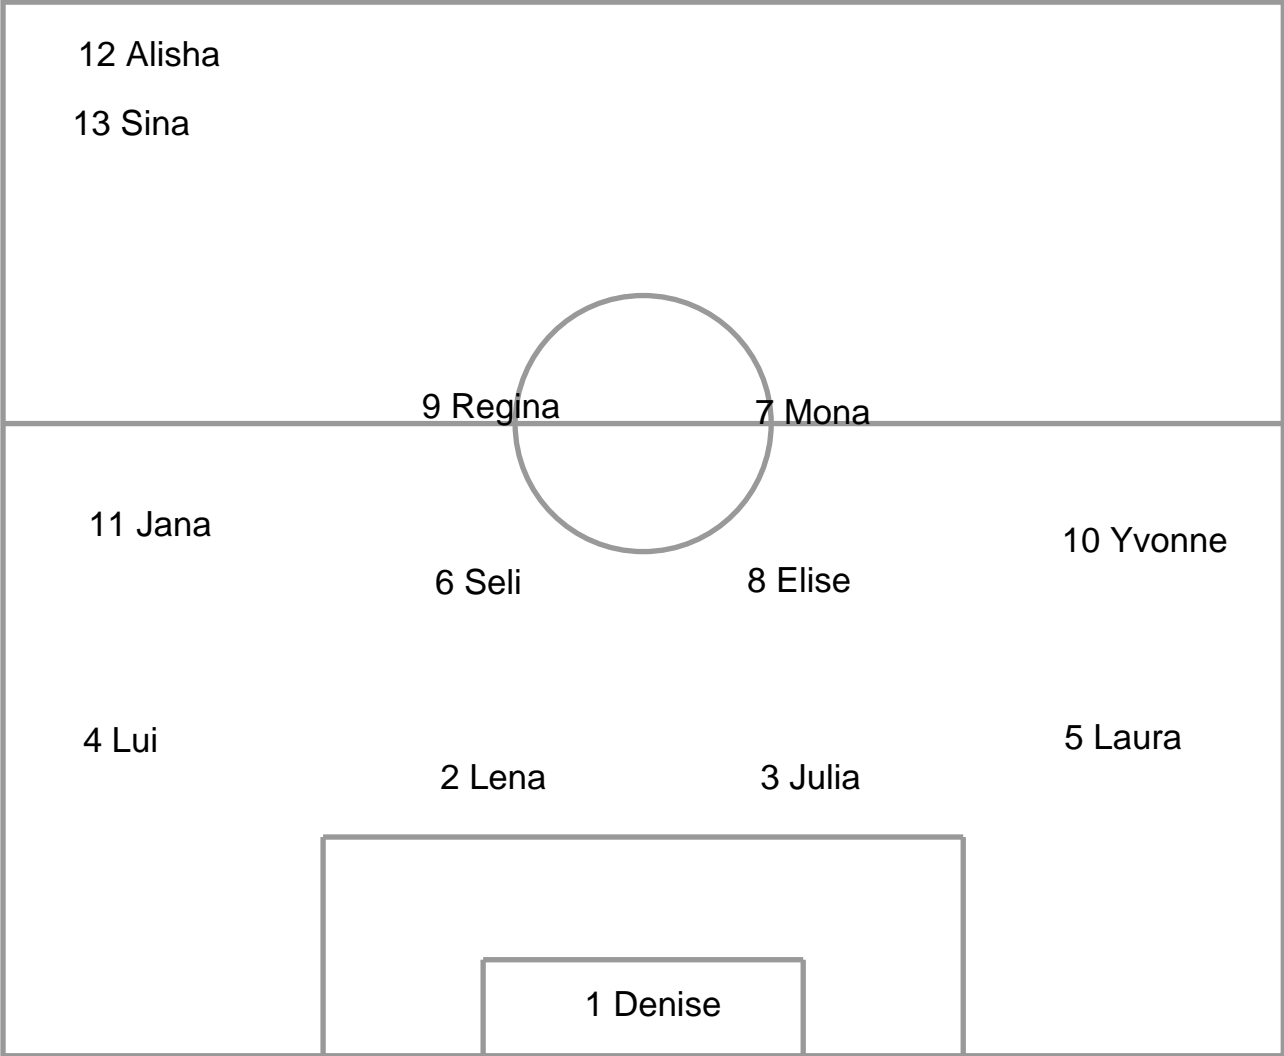 12 Alisha
13 Sina
9 Regina
7 Mona
11 Jana
10 Yvonne
6 Seli
8 Elise
4 Lui
5 Laura
2 Lena
3 Julia
1 Denise